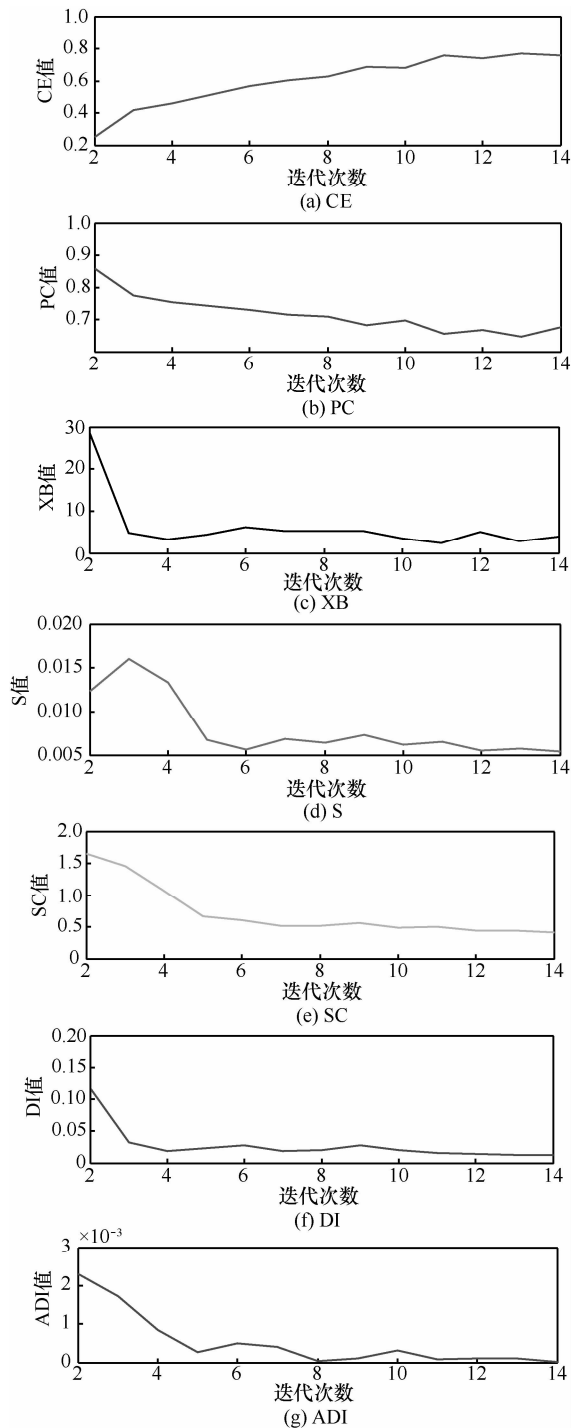 1.0
0.8
0.6
0.4
0.2
CE值
2 4 6 8 10 12 14
迭代次数
(a) CE
1.0
0.9
0.8
0.7
PC值
2 4 6 8 10 12 14
迭代次数
(b) PC
30
20
10
0
XB值
2 4 6 8 10 12 14
迭代次数
(c) XB
0.020
0.015
0.010
0.005
S值
2 4 6 8 10 12 14
迭代次数
(d) S
2.0
1.5
1.0
0.5
0
SC值
2 4 6 8 10 12 14
迭代次数
(e) SC
0.20
0.15
0.10
0.05
0
DI值
2 4 6 8 10 12 14
迭代次数
(f) DI
×10⁻³
3
2
1
0
ADI值
2 4 6 8 10 12 14
迭代次数
(g) ADI